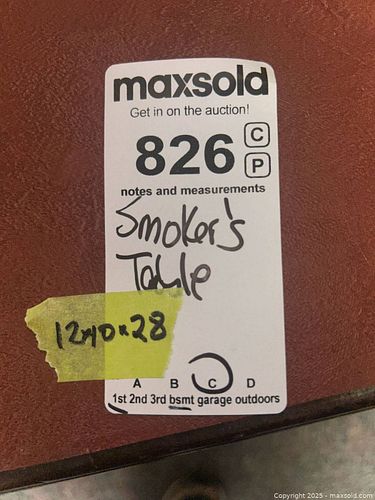 maxsold
Get in on the auction!
826 C
P
notes and measurements
Smoker's
Table
12x10x28
A B C D
1st 2nd 3rd bsmt garage outdoors
Copyright 2025 - maxsold.com